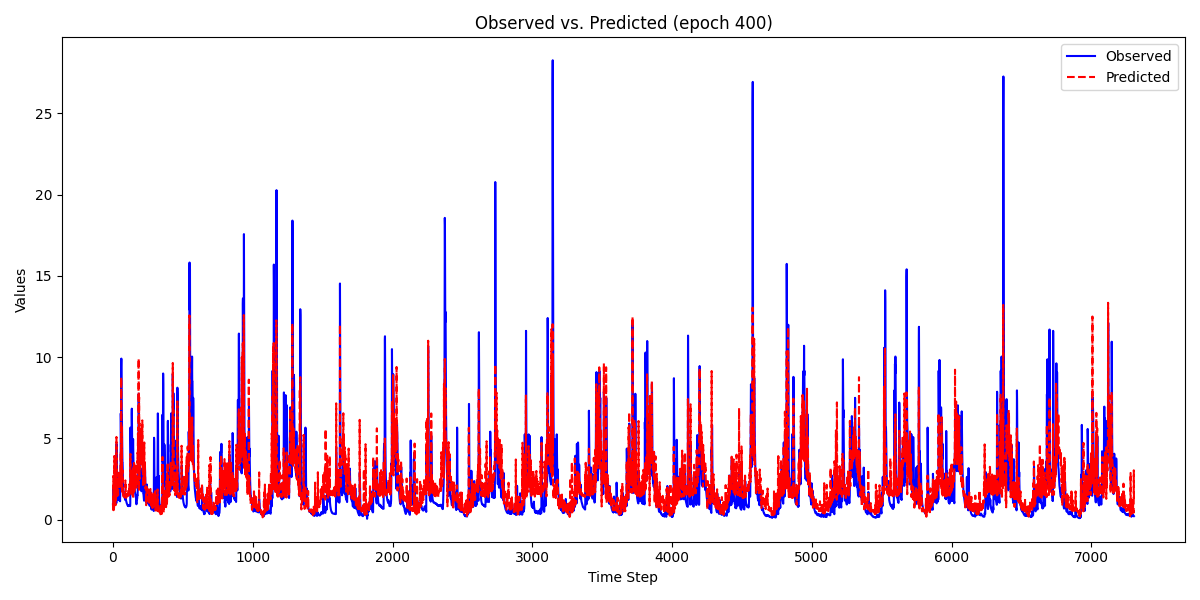 Observed vs. Predicted (epoch 400)
Observed
Predicted
Values
25
20
15
10
5
0
0 1000 2000 3000 4000 5000 6000 7000
Time Step